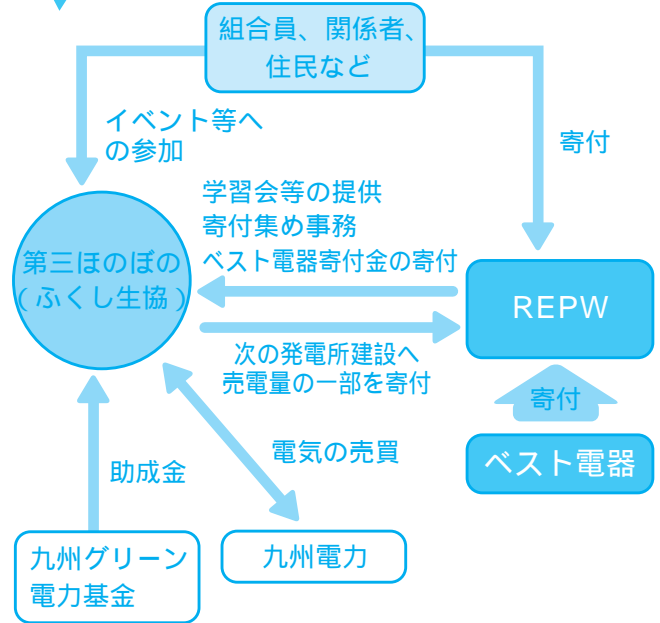 組合員、関係者、
住民など
イベント等へ
の参加
寄付
学習会等の提供
寄付集め事務
ベスト電器寄付金の寄付
第三ほのぼの
(ふくし生協)
REPW
次の発電所建設へ
売電量の一部を寄付
寄付
ベスト電器
電気の売買
助成金
九州グリーン
電力基金
九州電力